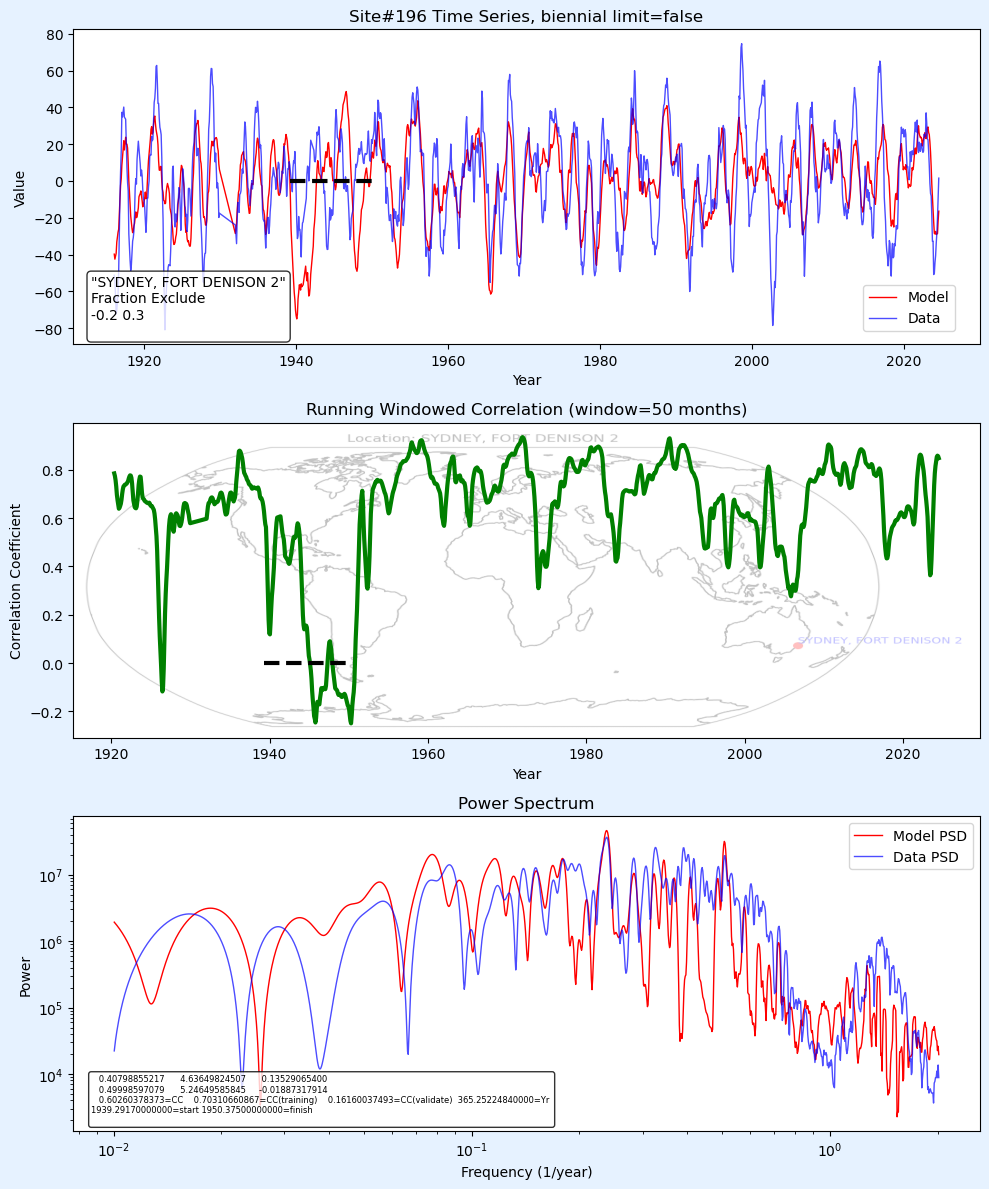 Site#196 Time Series, biennial limit=false
80
60
40
20
0
−20
−40
−60
−80
Value
"SYDNEY, FORT DENISON 2"
Fraction Exclude
-0.2 0.3
Model
Data
1920
1940
1960
1980
2000
2020
Year
Running Windowed Correlation (window=50 months)
Location: SYDNEY, FORT DENISON 2
0.8
0.6
0.4
0.2
0.0
−0.2
Correlation Coefficient
SYDNEY, FORT DENISON 2
1920
1940
1960
1980
2000
2020
Year
Power Spectrum
Model PSD
Data PSD
10⁷
10⁶
10⁵
10⁴
Power
0.40798855217 4.63649824507 0.13529065400
0.49998597079 5.24649585845 -0.01887317914
0.60260378373=CC 0.70310660867=CC(training) 0.16160037493=CC(validate) 365.25224840000=Yr
1939.29170000000=start 1950.37500000000=finish
10⁻²
10⁻¹
10⁰
Frequency (1/year)